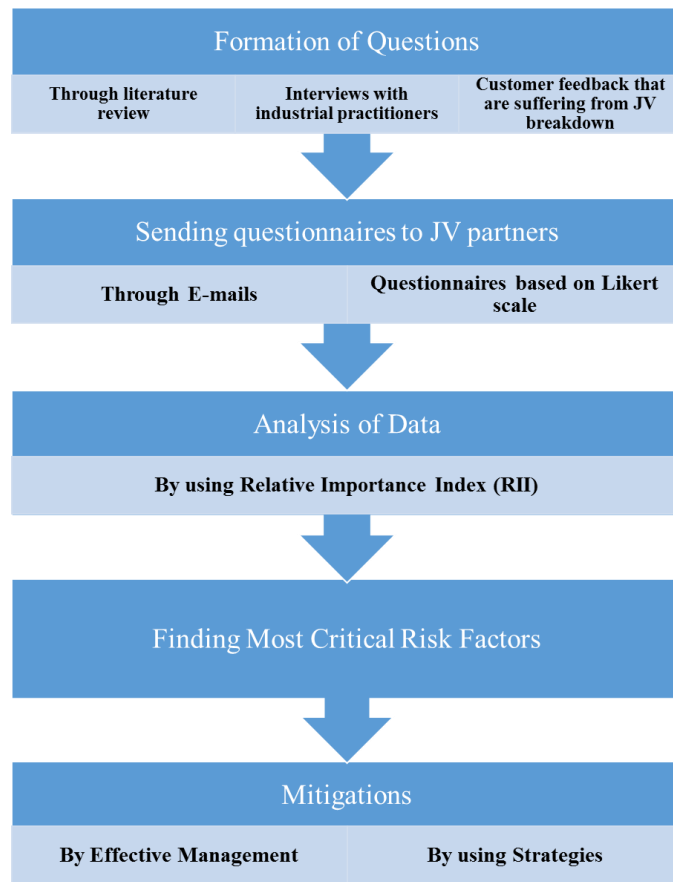 Formation of Questions
Through literature
review
Interviews with
industrial practitioners
Customer feedback that
are suffering from JV
breakdown
Sending questionnaires to JV partners
Through E-mails
Questionnaires based on Likert
scale
Analysis of Data
By using Relative Importance Index (RII)
Finding Most Critical Risk Factors
Mitigations
By Effective Management
By using Strategies